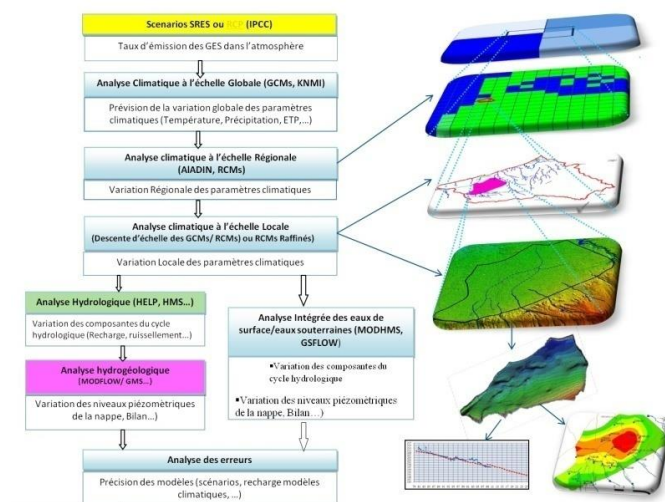 Scenarios SRES ou RCP (IPCC)
Taux d'émission des GES dans l'atmosphère
Analyse Climatique à l'échelle Globale (GCMs, KNMI)
Prévision de la variation globale des paramètres
climatiques (Température, Précipitation, ETP,...)
Analyse climatique à l'échelle Régionale
(AlADIN, RCMs)
Variation Régionale des paramètres climatiques
Analyse climatique à l'échelle Locale
(Descente d'échelle des GCMs/ RCMs) ou RCMs Raffinés)
Variation Locale des paramètres climatiques
Analyse Hydrologique (HELP, HMS...)
Variation des composantes du cycle
hydrologique (Recharge, ruissellement...)
Analyse hydrogéologique
(MODFLOW/ GMS...)
Variation des niveaux piézomètriques
de la nappe, Bilan...)
Analyse Intégrée des eaux de
surface/eaux souterraines (MODHMS,
GSFLOW)
▪Variation des composantes du
cycle hydrologique
▪Variation des niveaux piézomètriques
de la nappe, Bilan...)
Analyse des erreurs
Précision des modèles (scénarios, recharge modèles
climatiques, ...)